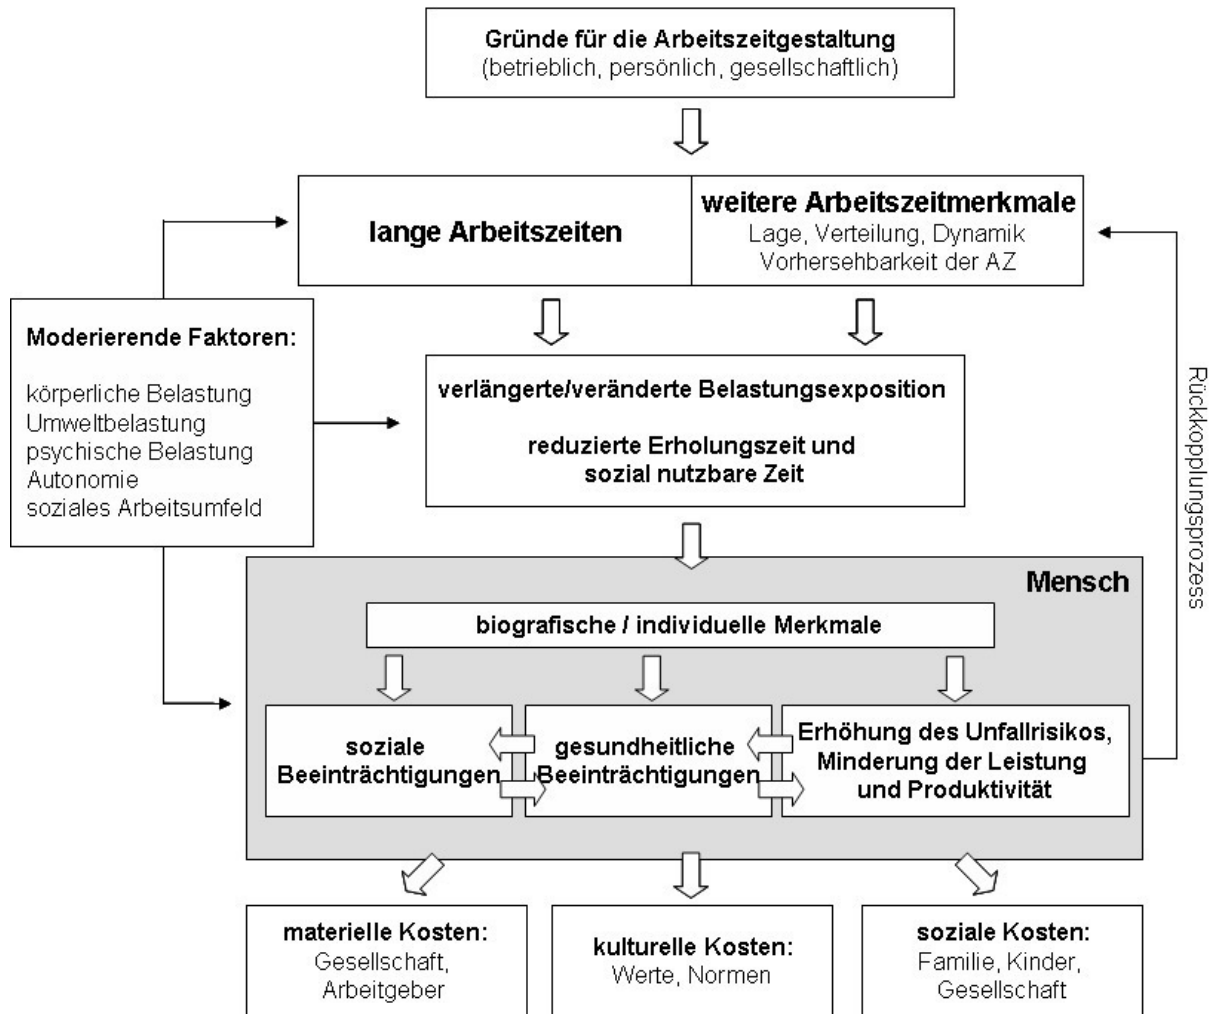 Gründe für die Arbeitszeitgestaltung
(betrieblich, persönlich, gesellschaftlich)
lange Arbeitszeiten
weitere Arbeitszeitmerkmale
Lage, Verteilung, Dynamik
Vorhersehbarkeit der AZ
Moderierende Faktoren:
körperliche Belastung
Umweltbelastung
psychische Belastung
Autonomie
soziales Arbeitsumfeld
verlängerte/veränderte Belastungsexposition
reduzierte Erholungszeit und
sozial nutzbare Zeit
Rückkopplungsprozess
Mensch
biografische / individuelle Merkmale
soziale
Beeinträchtigungen
gesundheitliche
Beeinträchtigungen
Erhöhung des Unfallrisikos,
Minderung der Leistung
und Produktivität
materielle Kosten:
Gesellschaft,
Arbeitgeber
kulturelle Kosten:
Werte, Normen
soziale Kosten:
Familie, Kinder,
Gesellschaft